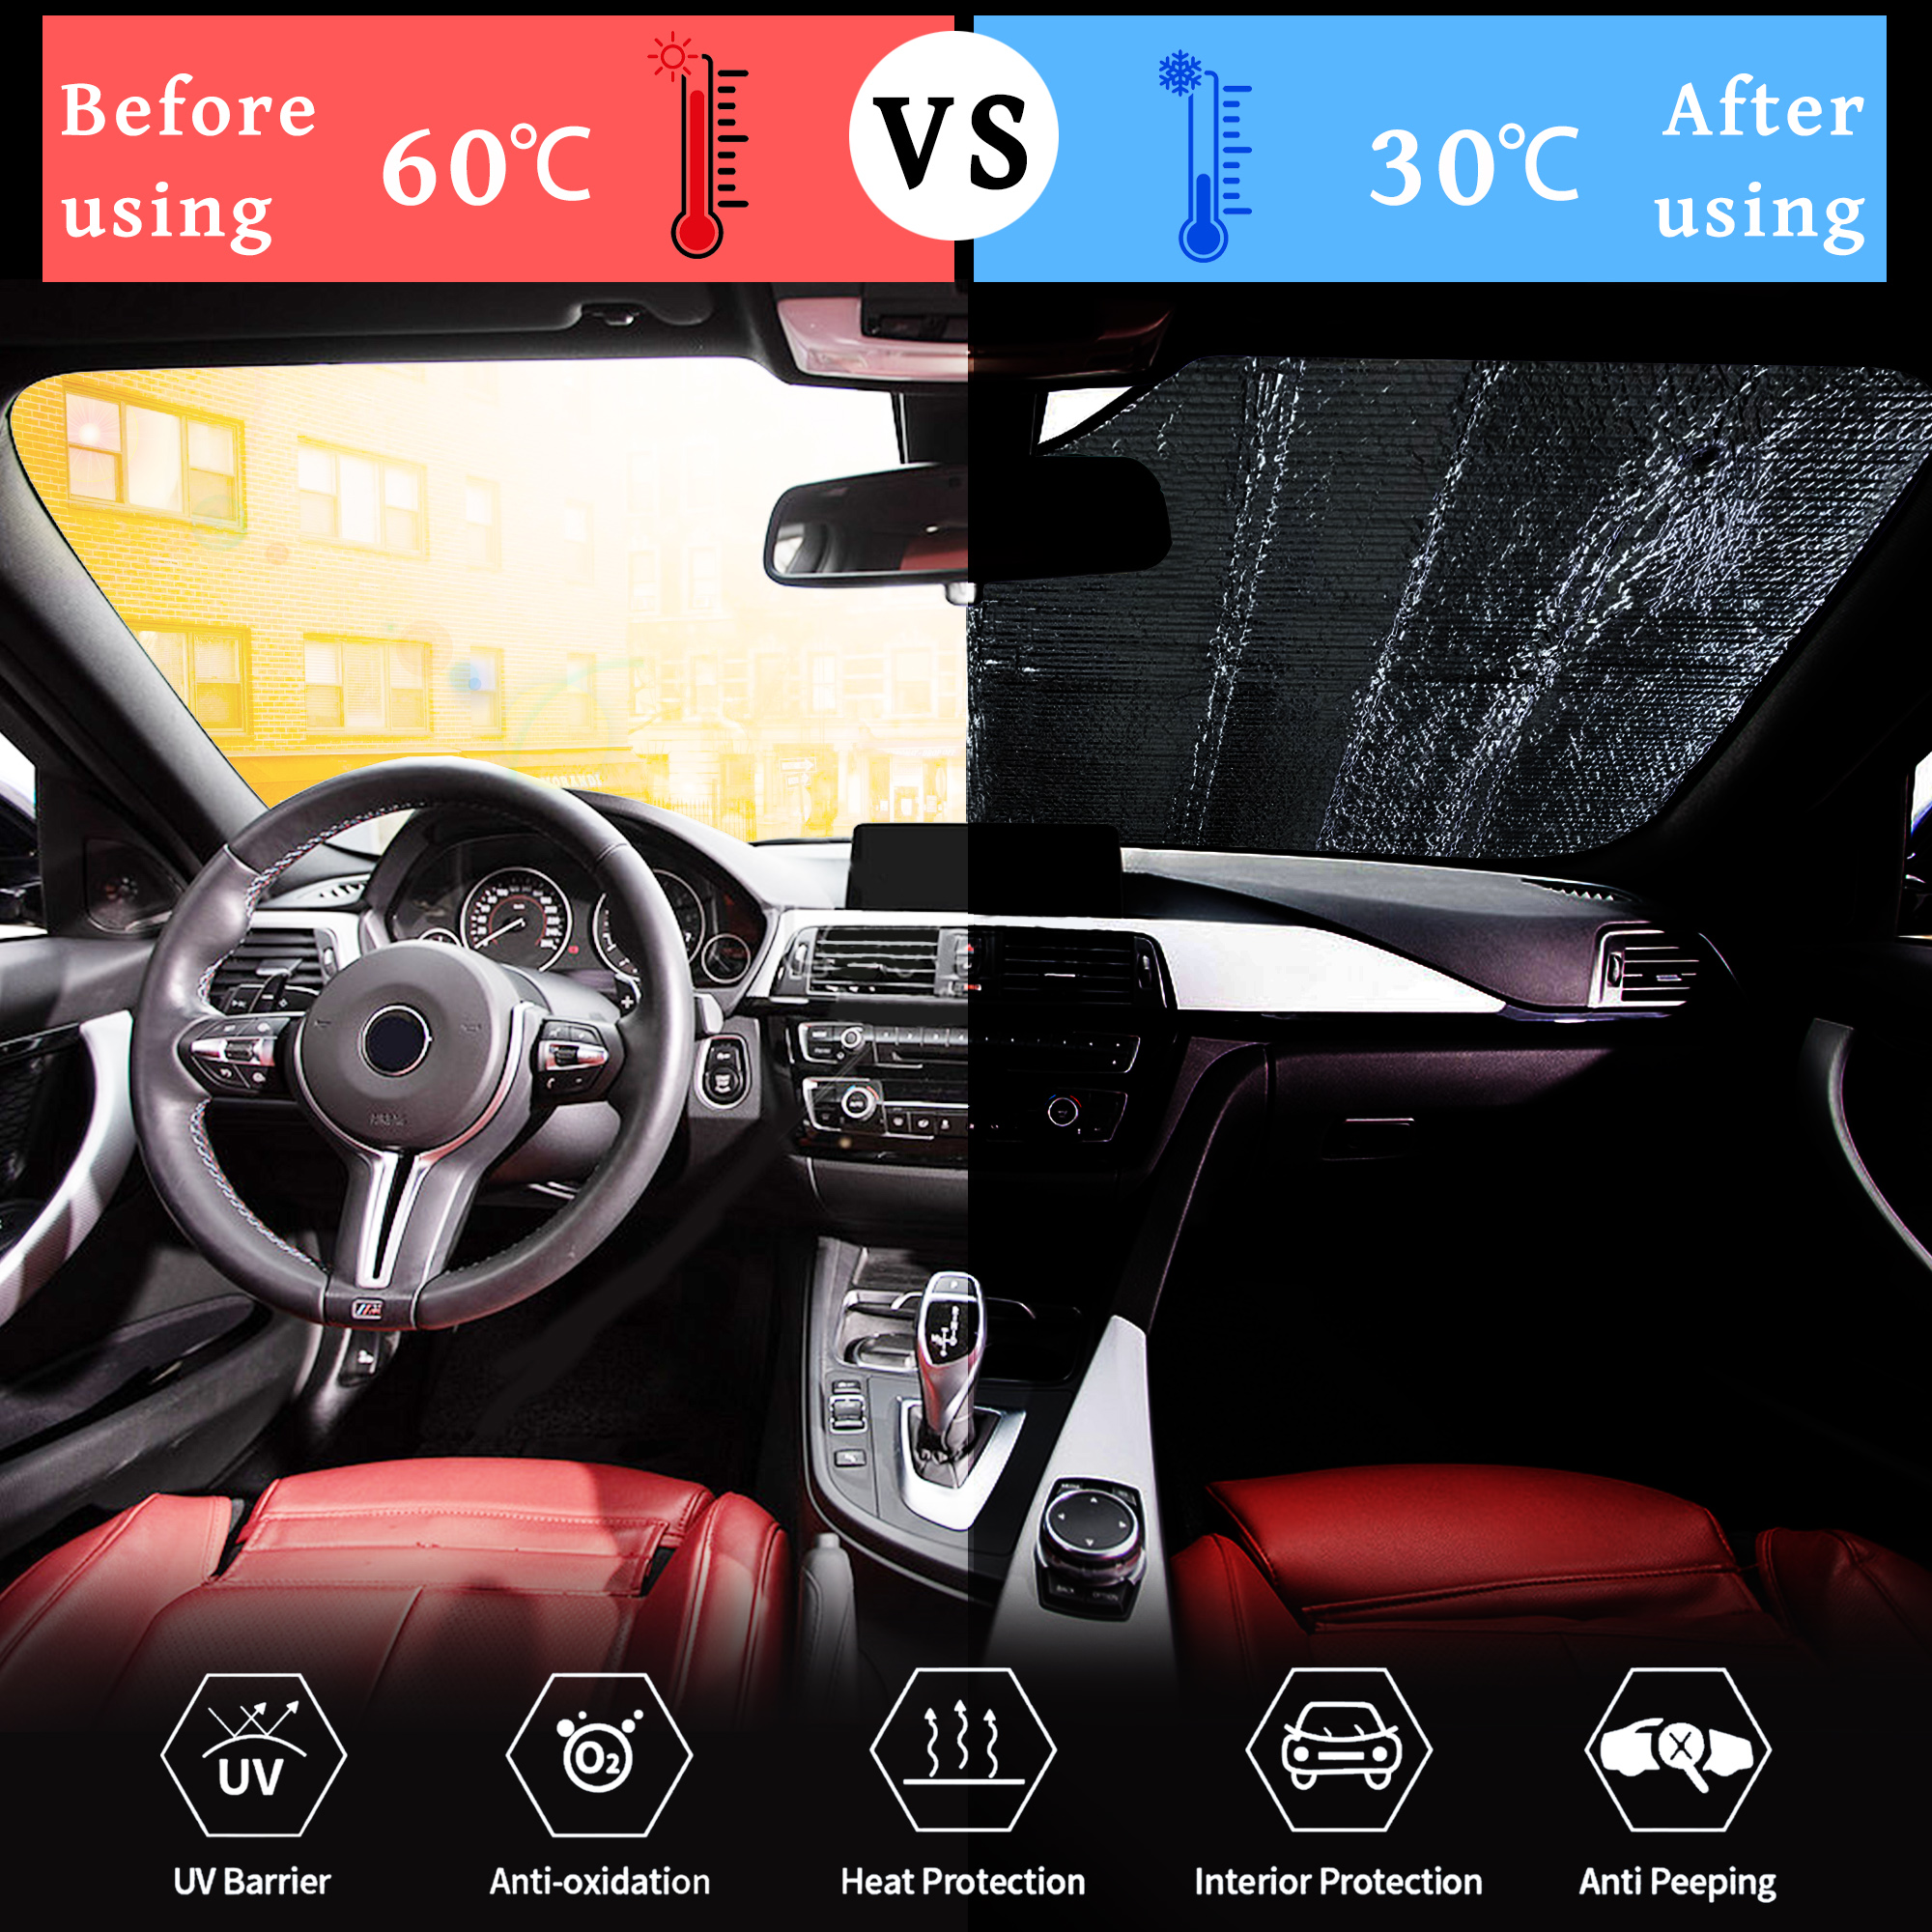 Before
using
60℃
VS
30℃
After
using
UV
O₂
UV Barrier
Anti-oxidation
Heat Protection
Interior Protection
Anti Peeping